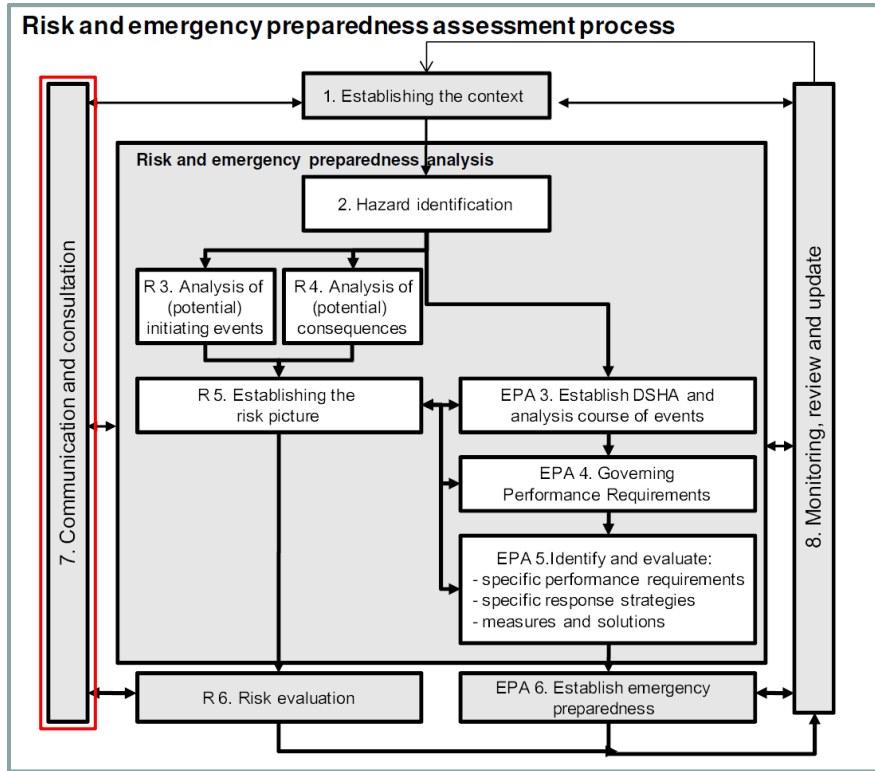 Risk and emergency preparedness assessment process
1. Establishing the context
Risk and emergency preparedness analysis
2. Hazard identification
R 3. Analysis of
(potential)
initiating events
R 4. Analysis of
(potential)
consequences
R 5. Establishing the
risk picture
EPA 3. Establish DSHA and
analysis course of events
EPA 4. Governing
Performance Requirements
EPA 5.Identify and evaluate:
- specific performance requirements
- specific response strategies
- measures and solutions
R 6. Risk evaluation
EPA 6. Establish emergency
preparedness
7. Communication and consultation
8. Monitoring, review and update